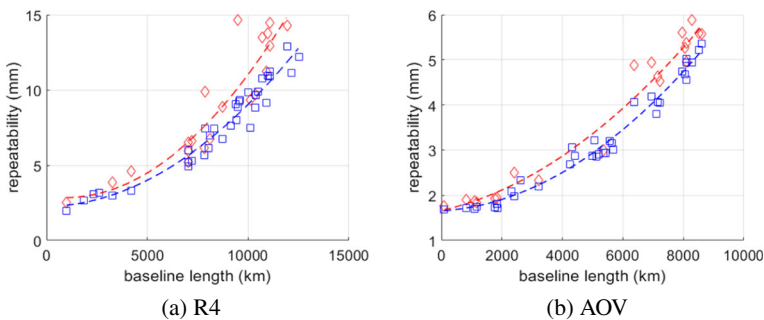 15
10
5
0
repeatability (mm)
0 5000 10000 15000
baseline length (km)
(a) R4
6
5
4
3
2
1
repeatability (mm)
0 2000 4000 6000 8000 10000
baseline length (km)
(b) AOV